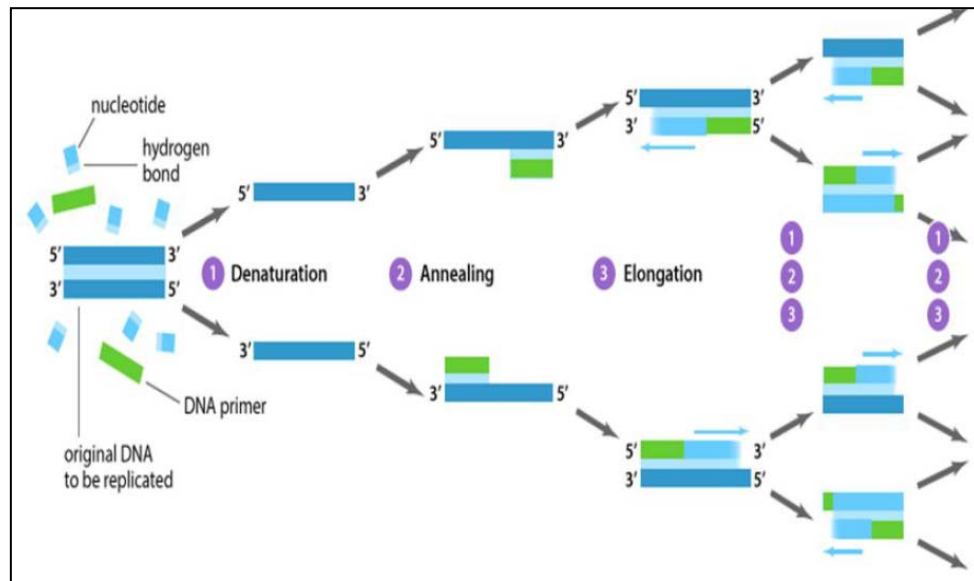 nucleotide
hydrogen
bond
5' 3'
3' 5'
DNA primer
original DNA
to be replicated
5' 3'
1 Denaturation
3' 5'
5' 3'
2 Annealing
3' 5'
5' 3'
3' 5'
3 Elongation
5' 3'
3' 5'
1
2
3
1
2
3